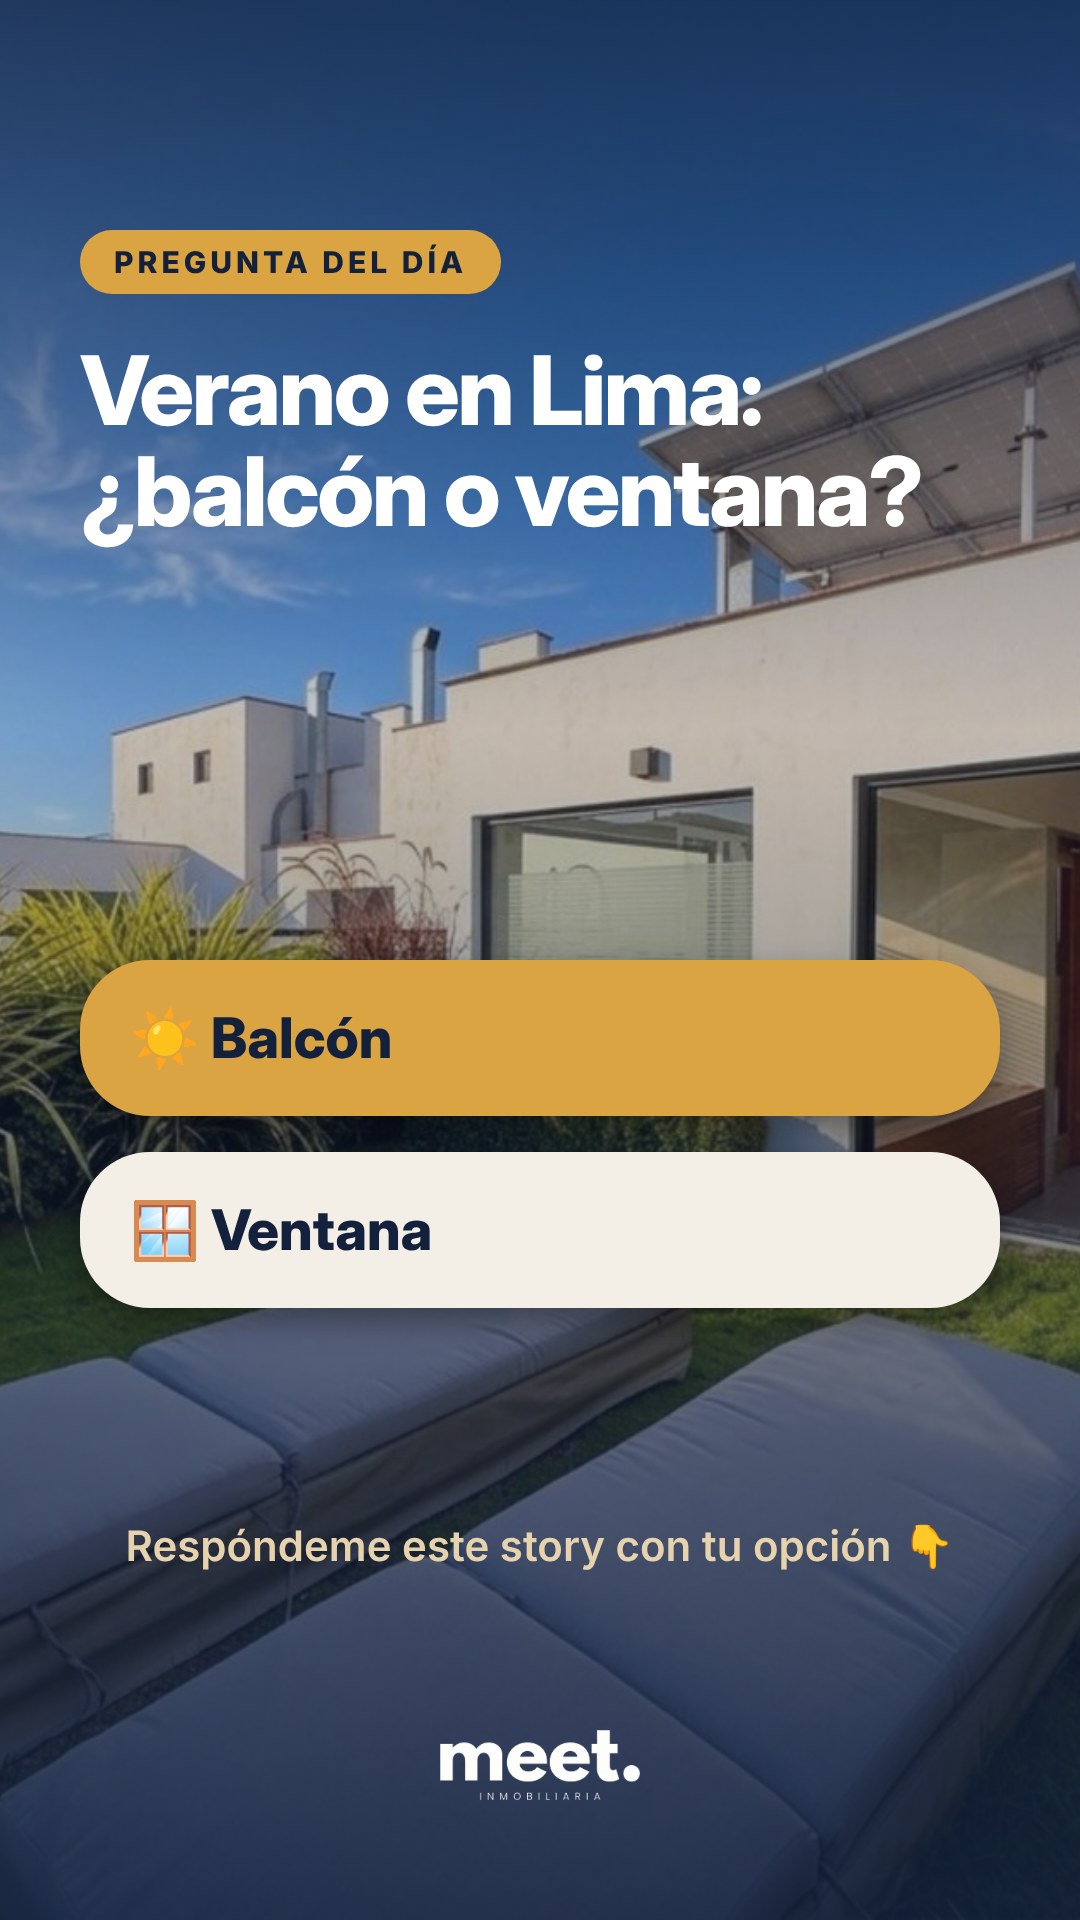 PREGUNTA DEL DÍA
Verano en Lima:
¿balcón o ventana?
☀️ Balcón
🪟 Ventana
Respóndeme este story con tu opción 👇
meet.
INMOBILIARIA